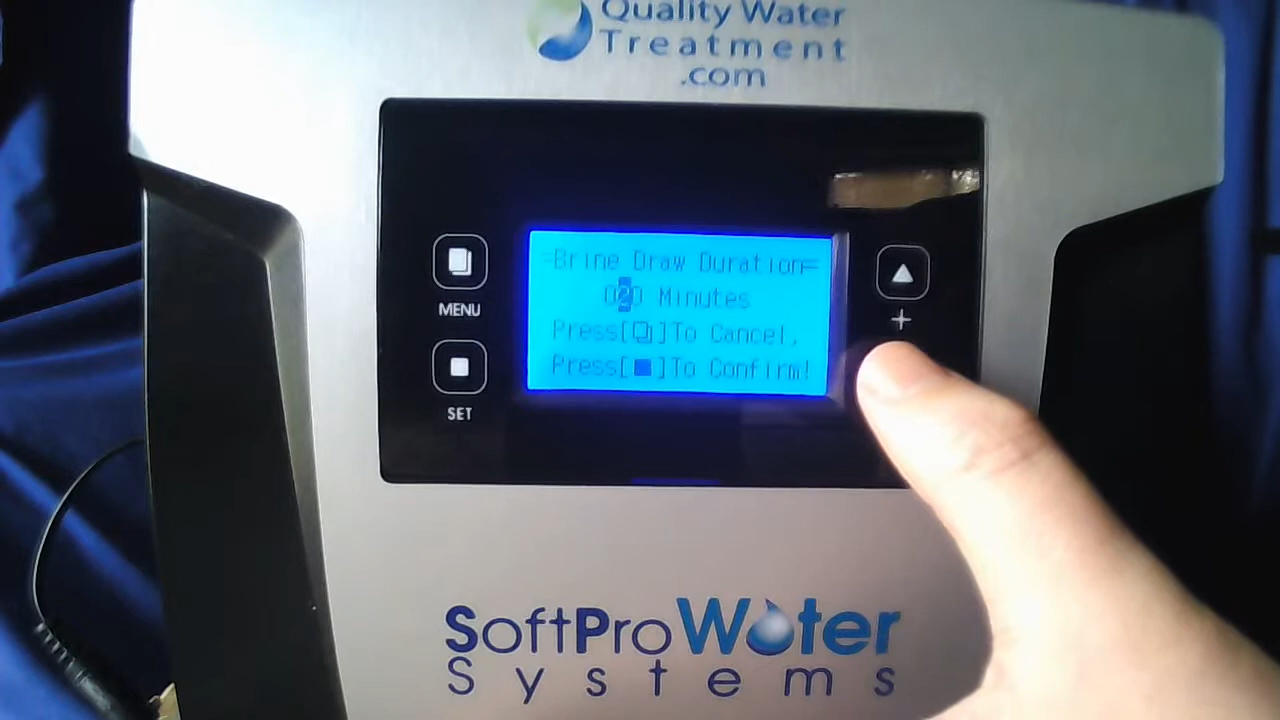 Quality Water
Treatment
.com
=Brine Draw Duration=
020 Minutes
Press[]To Cancel,
Press[■]To Confirm!
MENU
SET
+
SoftProWater
Systems